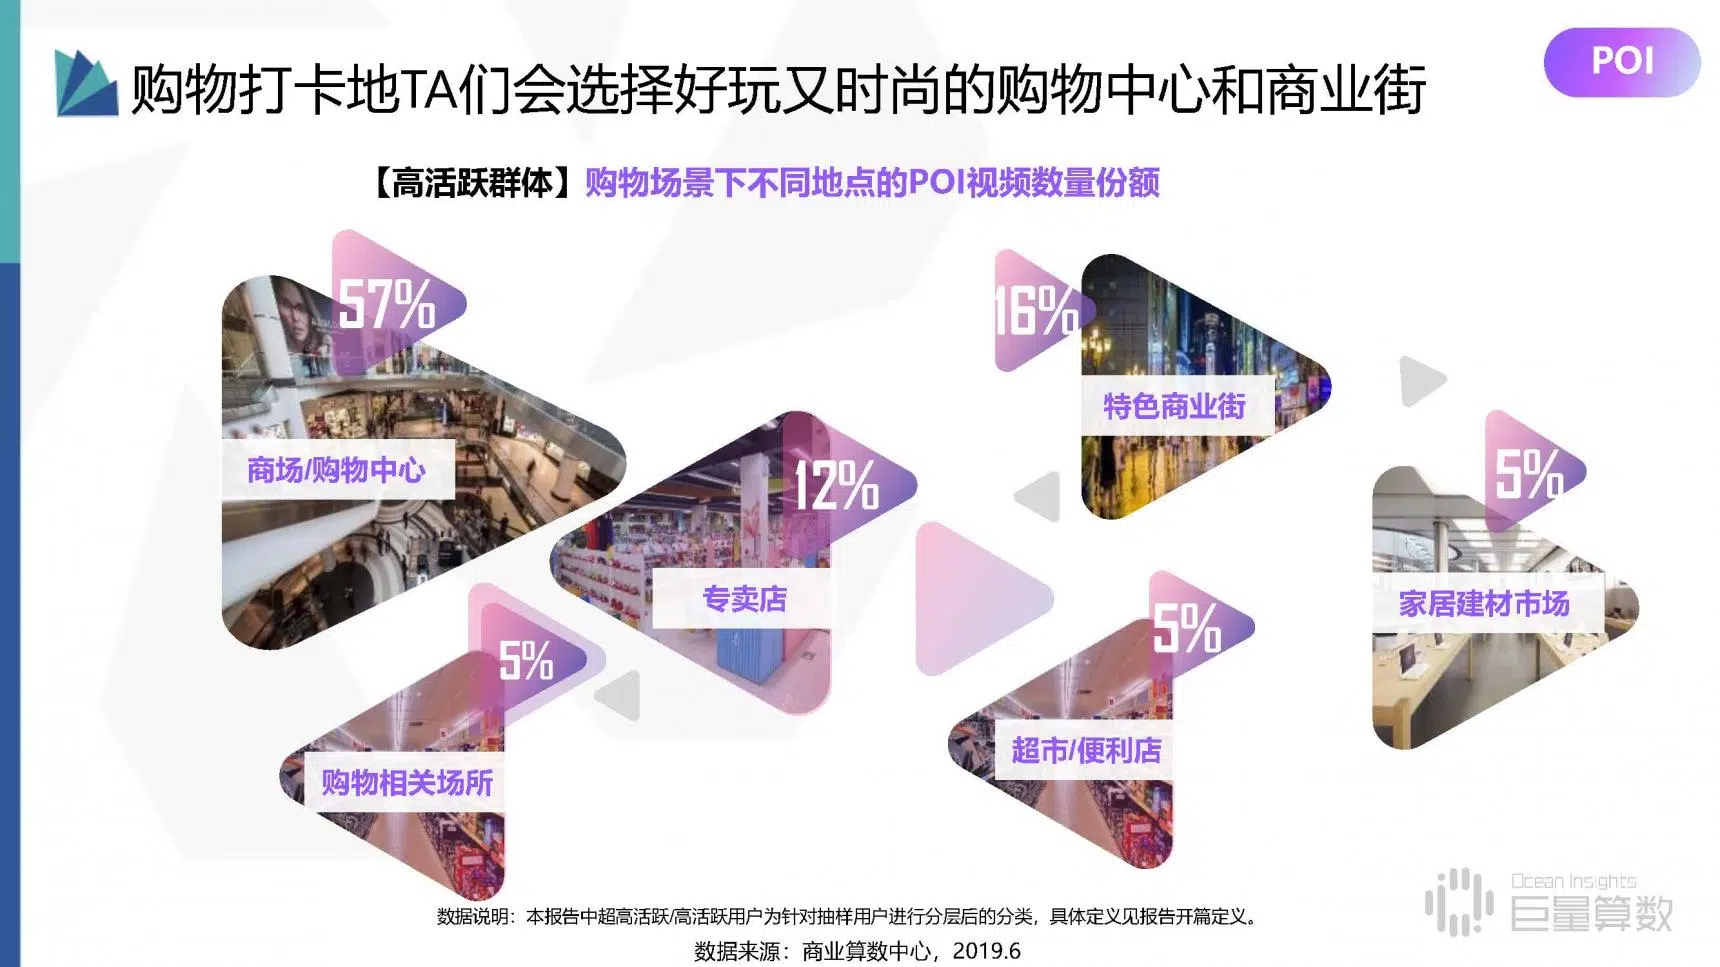 购物打卡地TA们会选择好玩又时尚的购物中心和商业街
POI
【高活跃群体】购物场景下不同地点的POI视频数量份额
57%
商场/购物中心
12%
专卖店
5%
购物相关场所
16%
特色商业街
5%
超市/便利店
5%
家居建材市场
数据说明：本报告中超高活跃/高活跃用户为针对抽样用户进行分层后的分类，具体定义见报告开篇定义。
数据来源：商业算数中心，2019.6
Ocean Insights
巨量算数